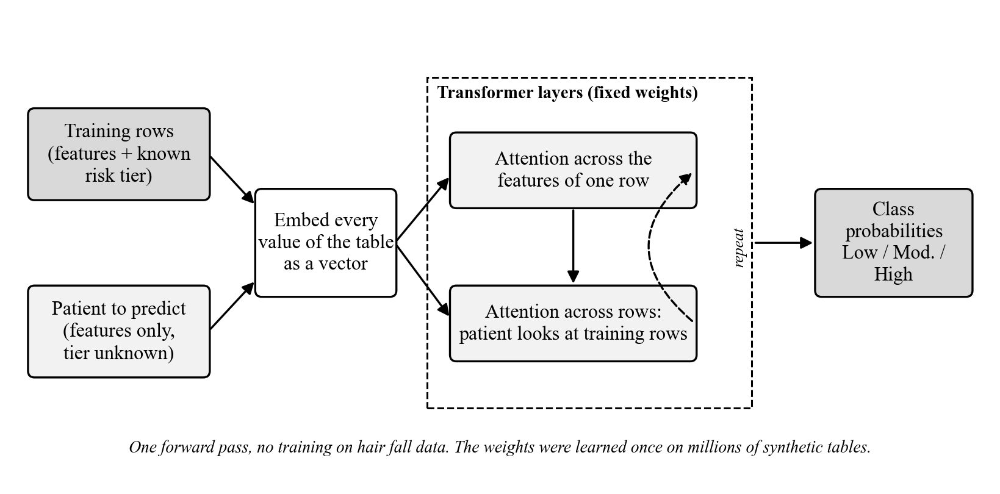 Training rows
(features + known
risk tier)
Patient to predict
(features only,
tier unknown)
Embed every
value of the table
as a vector
Transformer layers (fixed weights)
Attention across the
features of one row
Attention across rows:
patient looks at training rows
repeat
Class
probabilities
Low / Mod. /
High
One forward pass, no training on hair fall data. The weights were learned once on millions of synthetic tables.